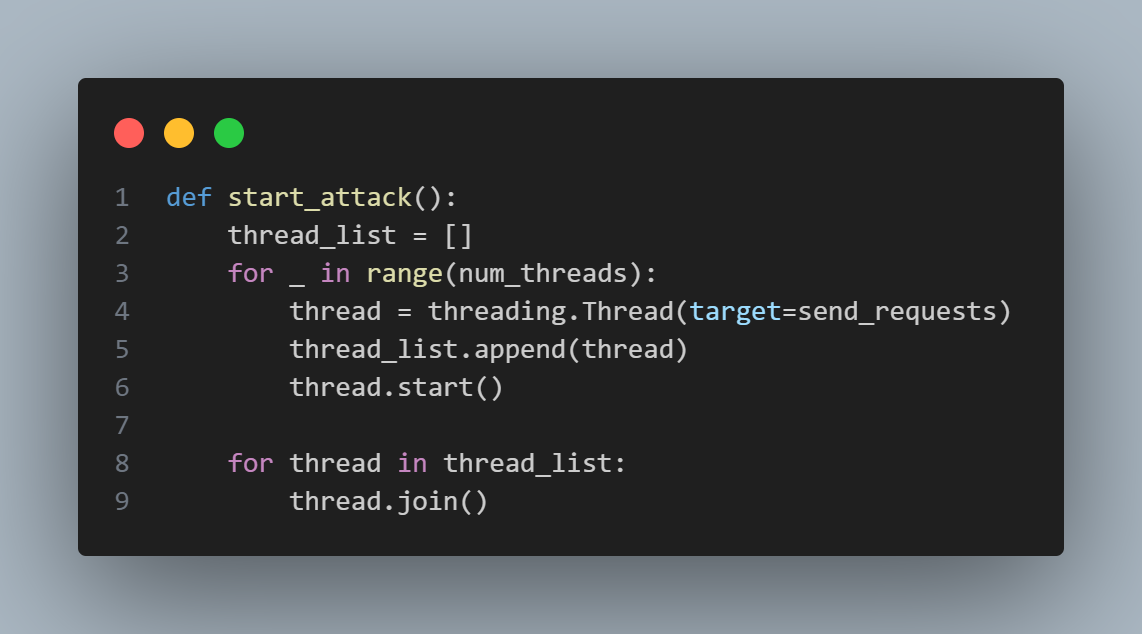 1 def start_attack():
2     thread_list = []
3     for _ in range(num_threads):
4         thread = threading.Thread(target=send_requests)
5         thread_list.append(thread)
6         thread.start()
7
8     for thread in thread_list:
9         thread.join()